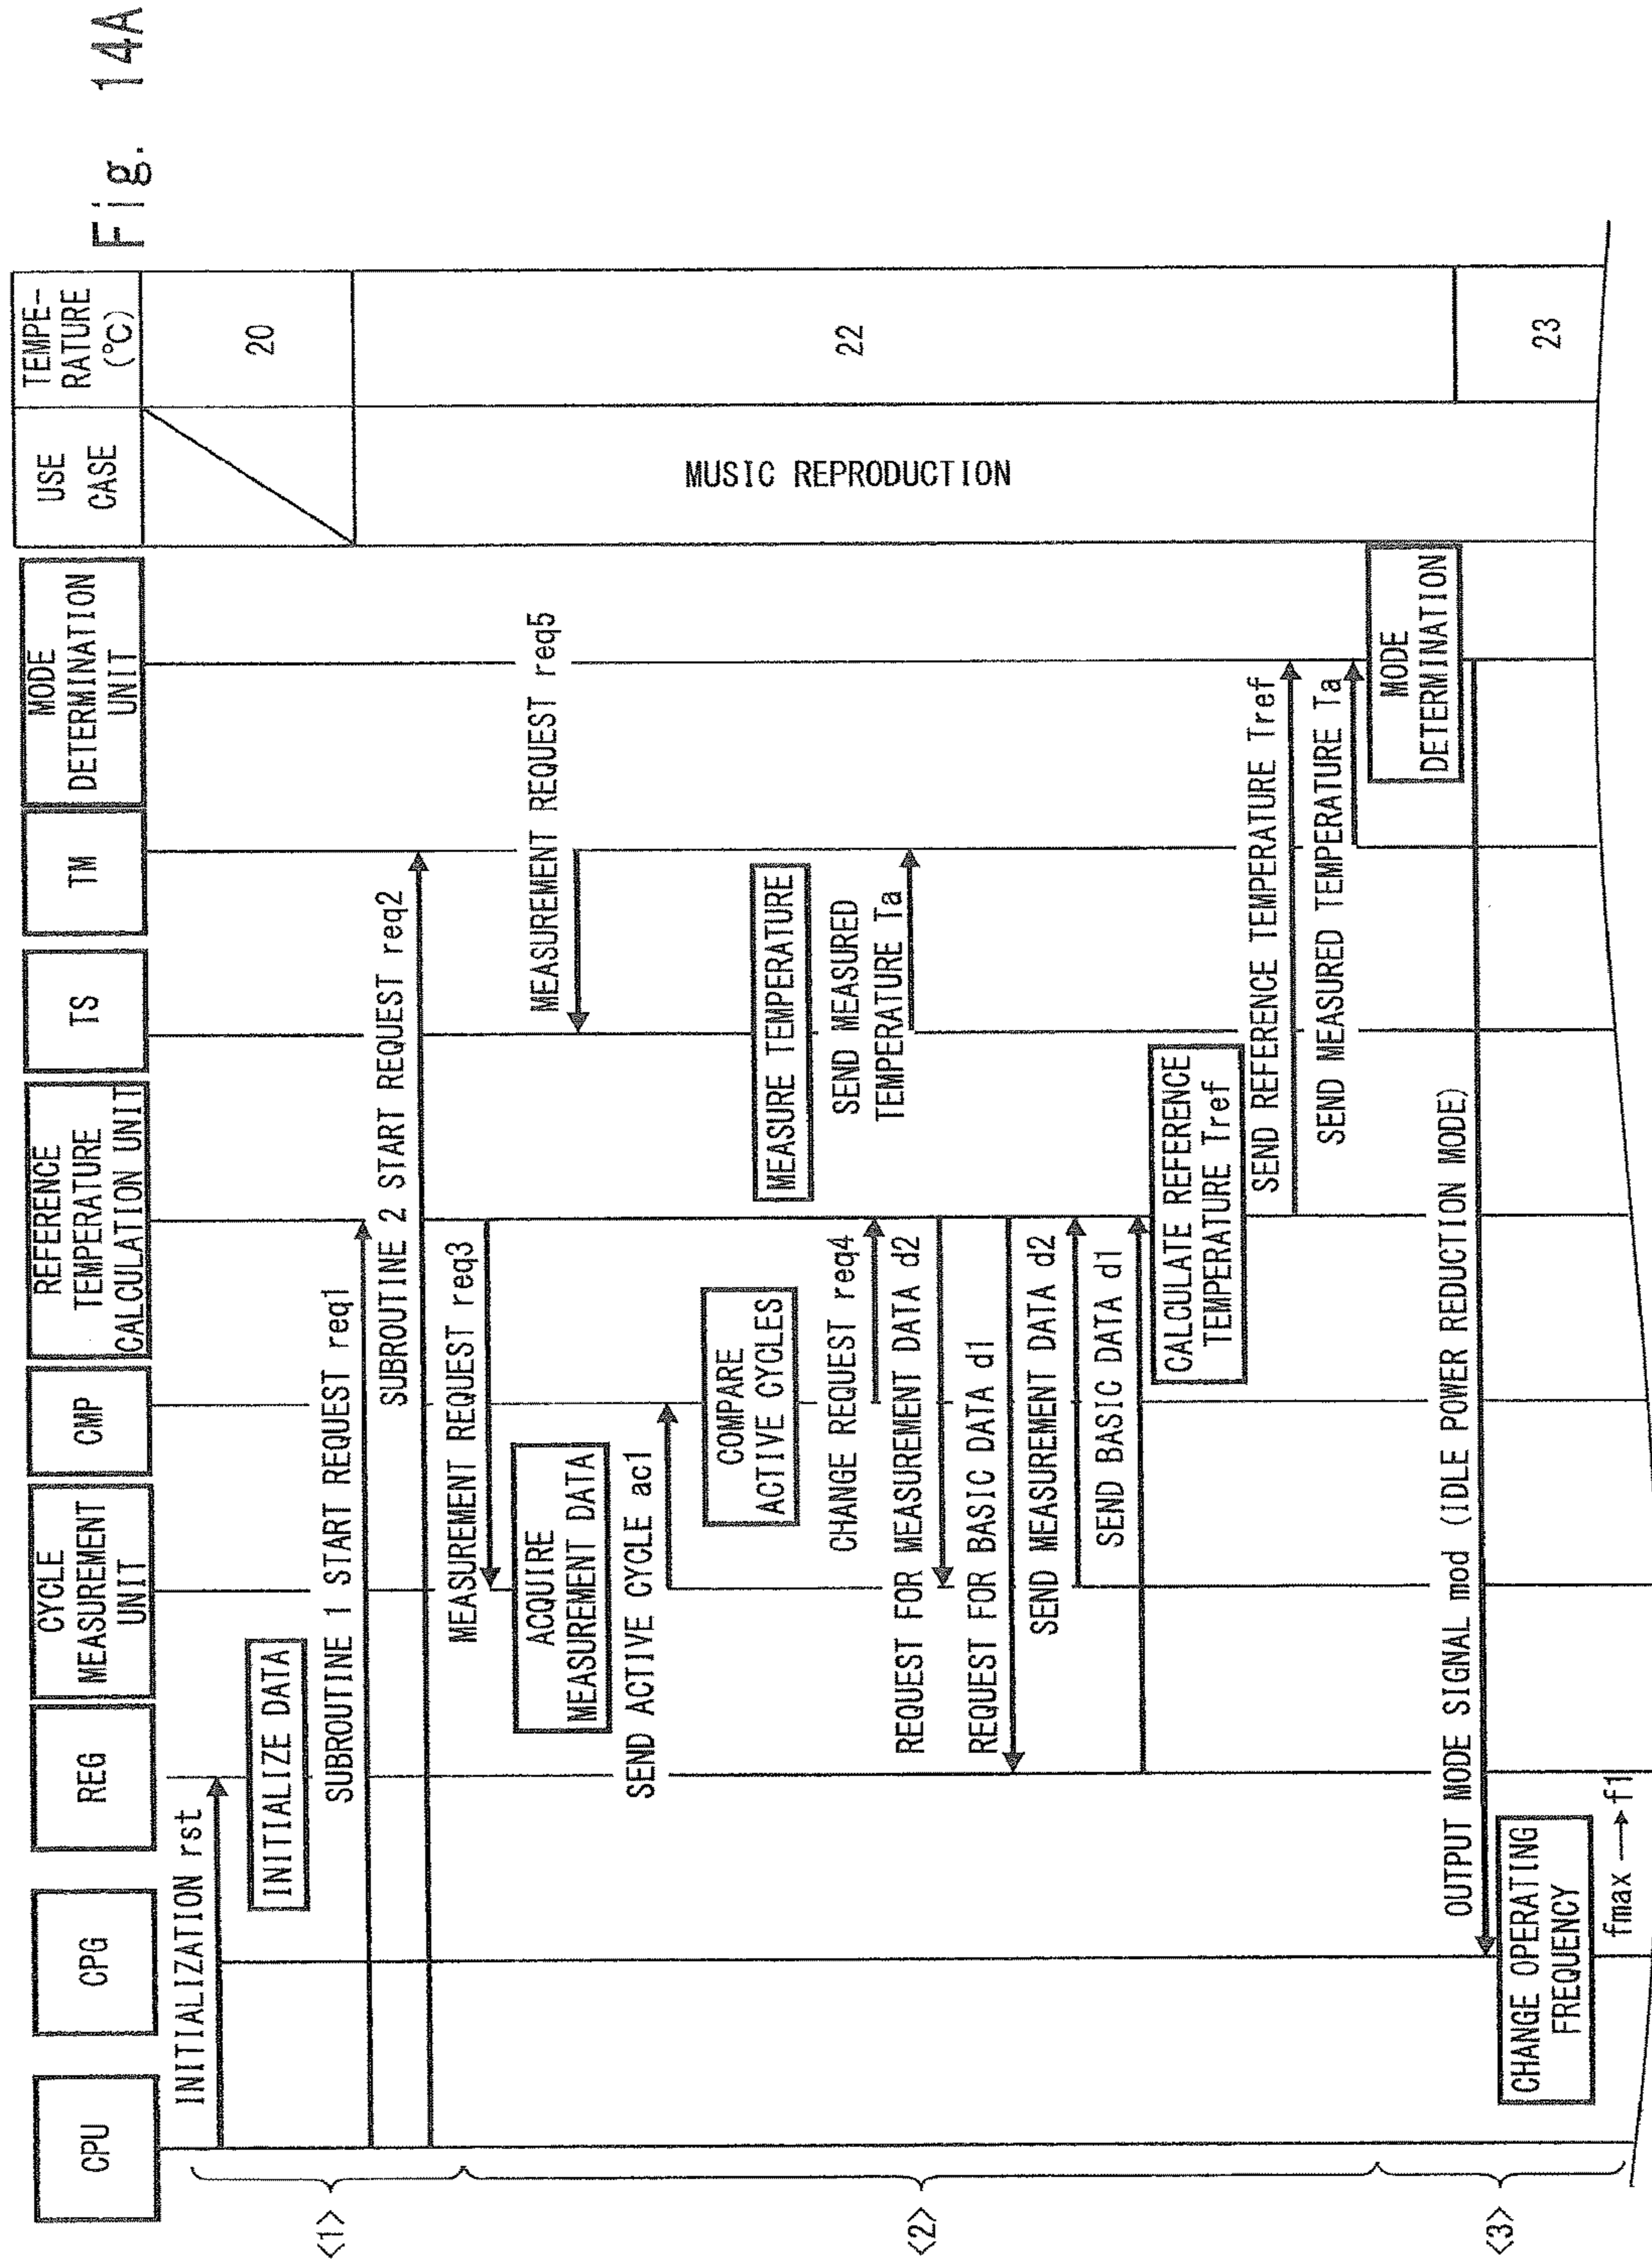 Fig. 14A
CPU
CPG
REG
CYCLE
MEASUREMENT
UNIT
CMP
REFERENCE
TEMPERATURE
CALCULATION UNIT
TS
TM
MODE
DETERMINATION
UNIT
USE
CASE
TEMPE-
RATURE
(°C)
<1>
INITIALIZATION rst
INITIALIZE DATA
20
SUBROUTINE 1 START REQUEST req1
SUBROUTINE 2 START REQUEST req2
<2>
MUSIC REPRODUCTION
22
MEASUREMENT REQUEST req3
MEASUREMENT REQUEST req5
ACQUIRE
MEASUREMENT DATA
SEND ACTIVE CYCLE ac1
COMPARE
ACTIVE CYCLES
MEASURE TEMPERATURE
CHANGE REQUEST req4
SEND MEASURED
TEMPERATURE Ta
REQUEST FOR MEASUREMENT DATA d2
REQUEST FOR BASIC DATA d1
SEND MEASUREMENT DATA d2
SEND BASIC DATA d1
CALCULATE REFERENCE
TEMPERATURE Tref
SEND REFERENCE TEMPERATURE Tref
SEND MEASURED TEMPERATURE Ta
MODE
DETERMINATION
<3>
OUTPUT MODE SIGNAL mod (IDLE POWER REDUCTION MODE)
23
CHANGE OPERATING
FREQUENCY
fmax → f1